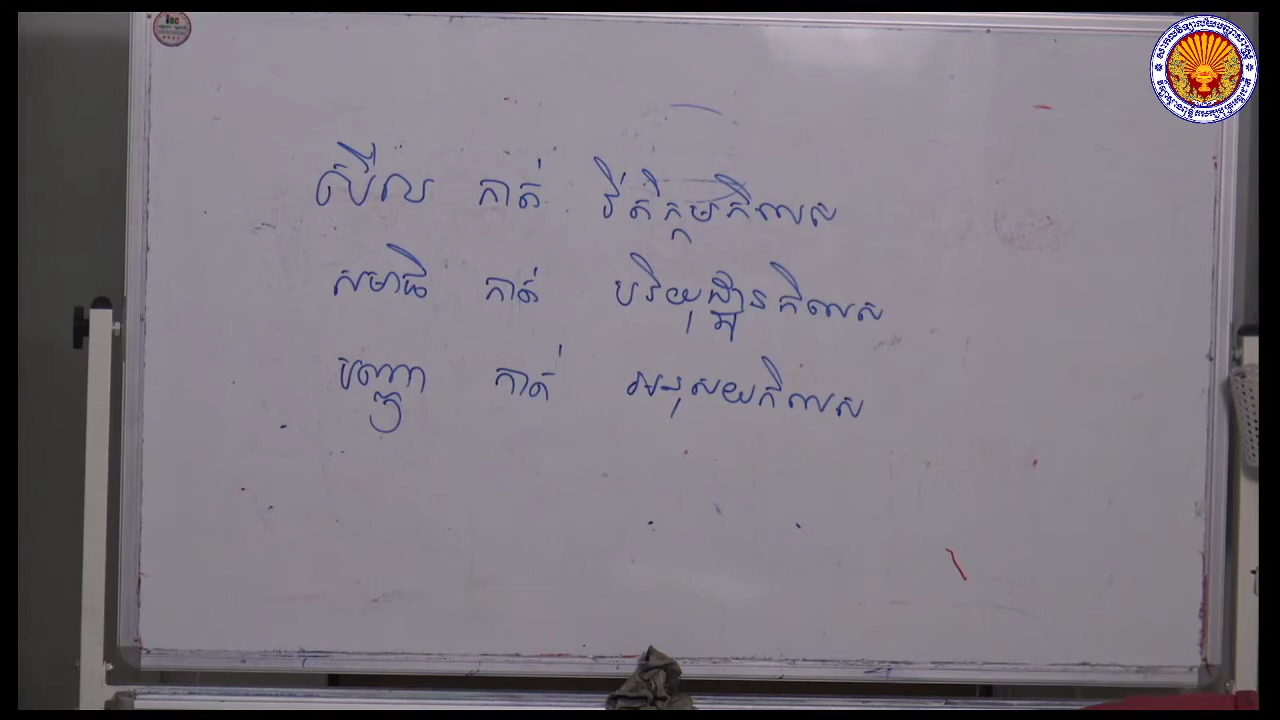 សីល កាត់ វីតិក្កមកិលេស
សមាធិ កាត់ បរិយុដ្ឋានកិលេស
បញ្ញា កាត់ អនុសយកិលេស